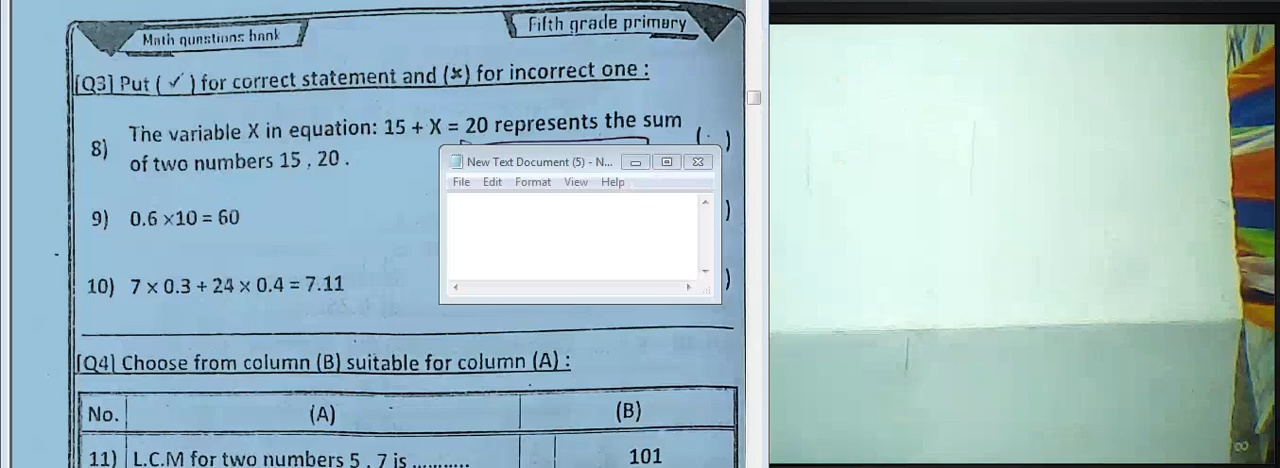 Math questions bank
Fifth grade primary
[Q3] Put ( ✓ ) for correct statement and (×) for incorrect one :
8) The variable X in equation: 15 + X = 20 represents the sum of two numbers 15 , 20 . ( )
New Text Document (5) - N...
File Edit Format View Help
9) 0.6 ×10 = 60 )
10) 7 × 0.3 + 24 × 0.4 = 7.11 )
[Q4] Choose from column (B) suitable for column (A) :
No. (A) (B)
11) L.C.M for two numbers 5 , 7 is .......... 101